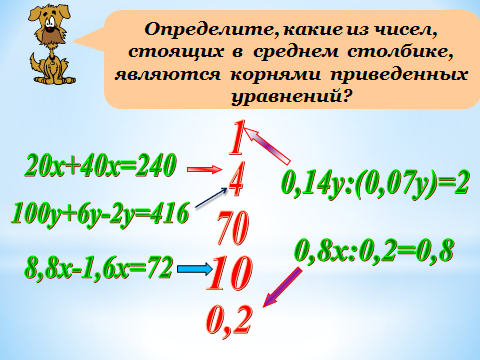 Определите, какие из чисел,
стоящих в среднем столбике,
являются корнями приведенных
уравнений?
1
20х+40х=240
4
0,14у:(0,07у)=2
100у+6у-2у=416
70
0,8х:0,2=0,8
8,8х-1,6х=72
10
0,2